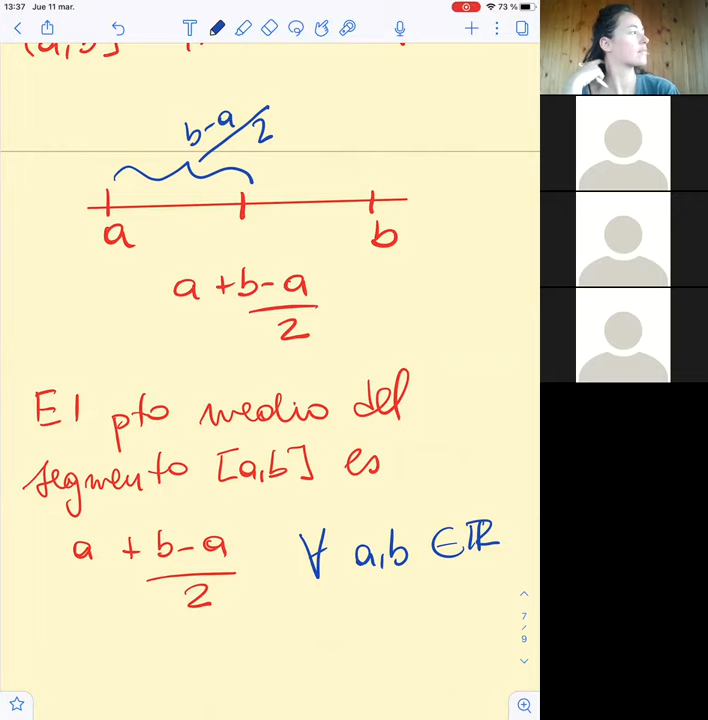 13:37 Jue 11 mar. 73 %
[a,b]
b-a/2
a b
a + b-a
2
El pto medio del
segmento [a,b] es
a + b-a ∀ a,b ∈ ℝ
2
7
/
9